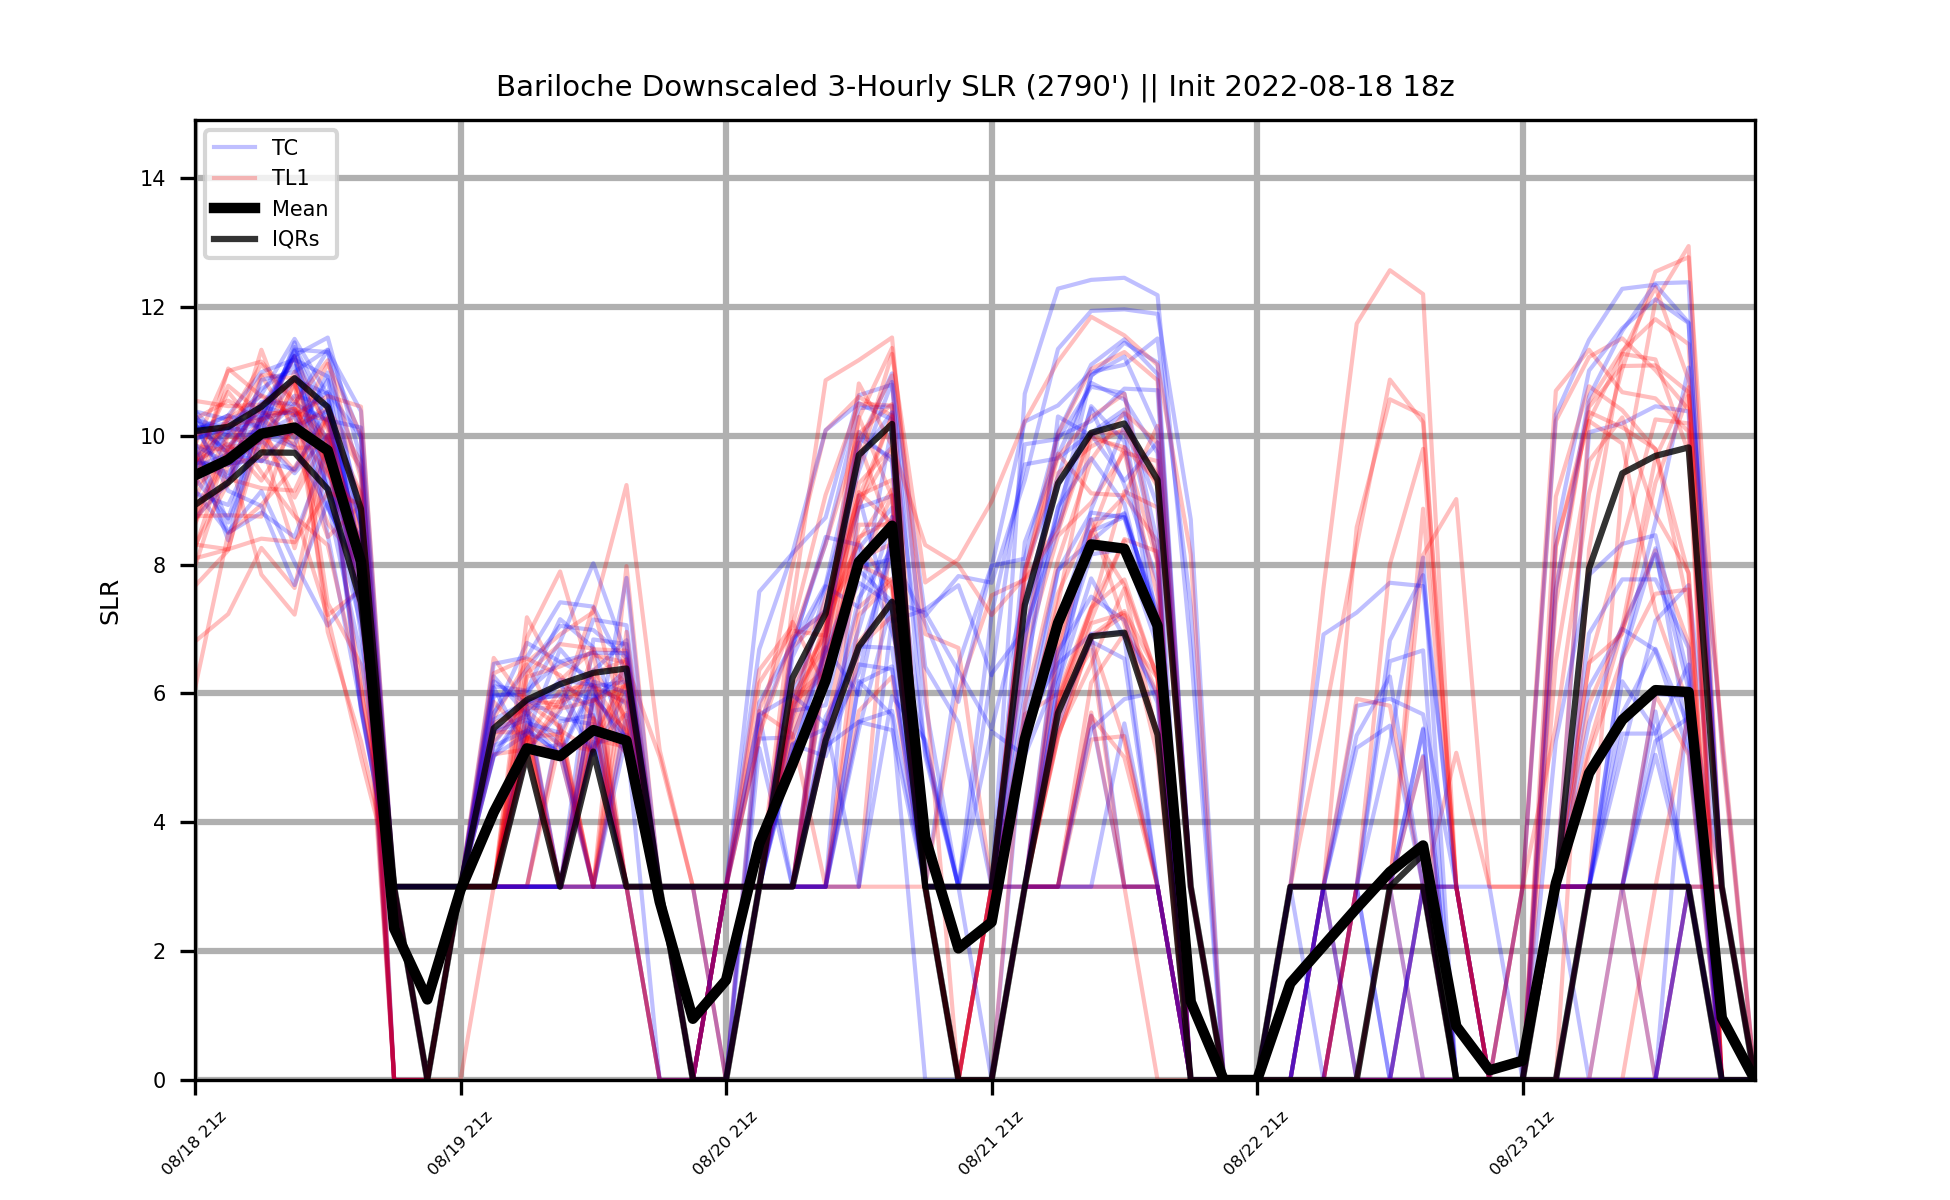 Bariloche Downscaled 3-Hourly SLR (2790') || Init 2022-08-18 18z
TC
TL1
Mean
IQRs
14
12
10
8
6
4
2
0
SLR
08/18 21z
08/19 21z
08/20 21z
08/21 21z
08/22 21z
08/23 21z